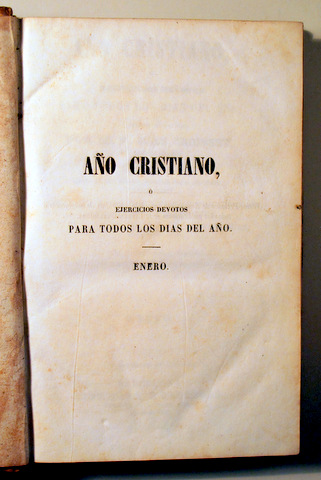 AÑO CRISTIANO,
Ó
EJERCICIOS DEVOTOS
PARA TODOS LOS DIAS DEL AÑO.
ENERO.